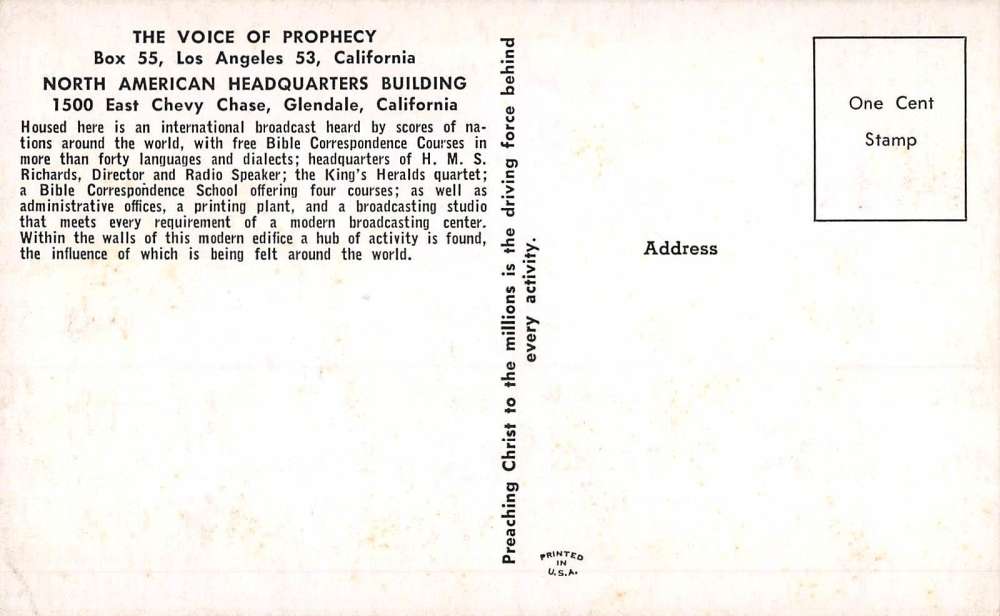 THE VOICE OF PROPHECY
Box 55, Los Angeles 53, California
NORTH AMERICAN HEADQUARTERS BUILDING
1500 East Chevy Chase, Glendale, California
Housed here is an international broadcast heard by scores of na-
tions around the world, with free Bible Correspondence Courses in
more than forty languages and dialects; headquarters of H. M. S.
Richards, Director and Radio Speaker; the King's Heralds quartet;
a Bible Correspondence School offering four courses; as well as
administrative offices, a printing plant, and a broadcasting studio
that meets every requirement of a modern broadcasting center.
Within the walls of this modern edifice a hub of activity is found,
the influence of which is being felt around the world.
Preaching Christ to the millions is the driving force behind
every activity.
PRINTED
IN
U.S.A.
One Cent
Stamp
Address